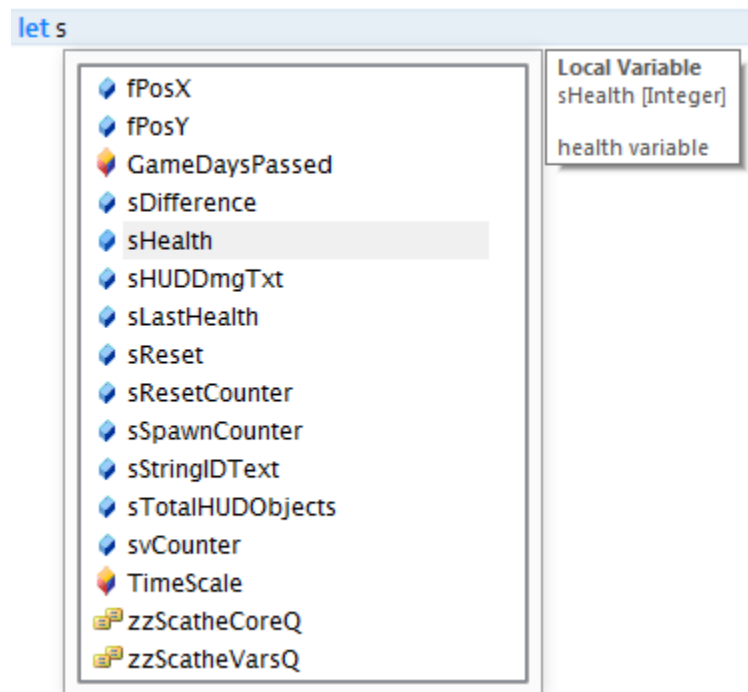 let s
fPosX
fPosY
GameDaysPassed
sDifference
sHealth
sHUDDmgTxt
sLastHealth
sReset
sResetCounter
sSpawnCounter
sStringIDText
sTotalHUDObjects
svCounter
TimeScale
zzScatheCoreQ
zzScatheVarsQ
Local Variable
sHealth [Integer]
health variable